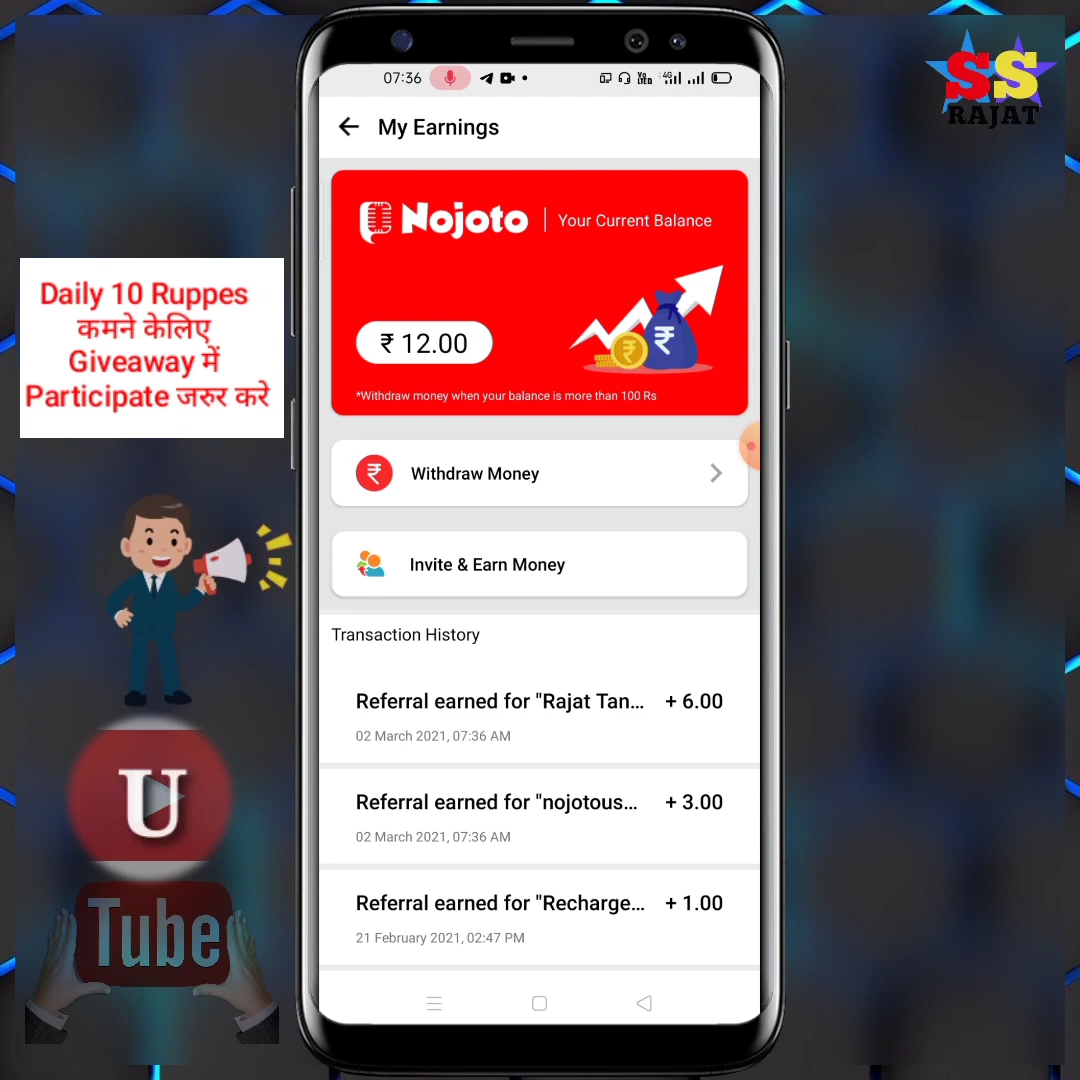 07:36
VoLTED
4G
SS
RAJAT
My Earnings
Nojoto | Your Current Balance
₹ 12.00
*Withdraw money when your balance is more than 100 Rs
Daily 10 Ruppes
कमने केलिए
Giveaway में
Participate जरुर करे
Withdraw Money
Invite & Earn Money
Transaction History
Referral earned for "Rajat Tan... + 6.00
02 March 2021, 07:36 AM
Referral earned for "nojotous... + 3.00
02 March 2021, 07:36 AM
Referral earned for "Recharge... + 1.00
21 February 2021, 02:47 PM
U
Tube